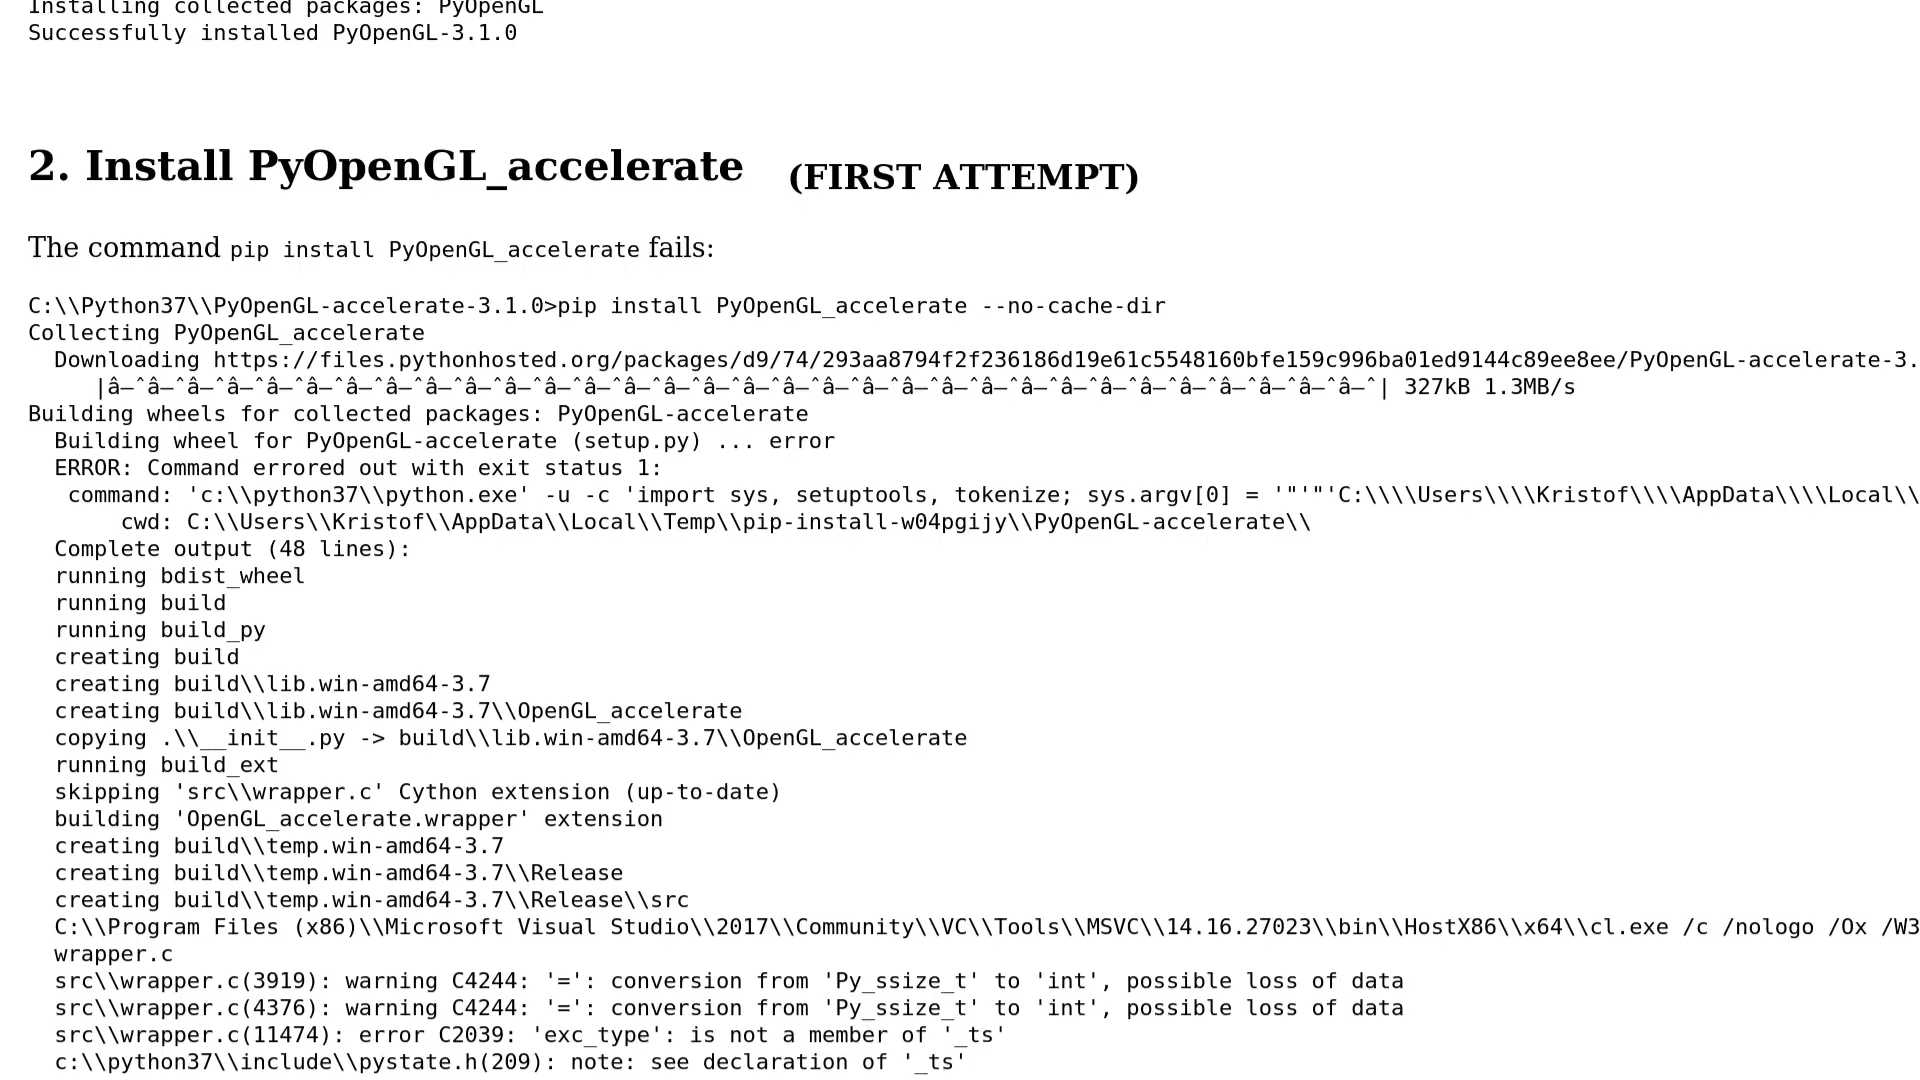 Installing collected packages: PyOpenGL
Successfully installed PyOpenGL-3.1.0
2. Install PyOpenGL_accelerate (FIRST ATTEMPT)
The command pip install PyOpenGL_accelerate fails:
C:\\Python37\\PyOpenGL-accelerate-3.1.0>pip install PyOpenGL_accelerate --no-cache-dir
Collecting PyOpenGL_accelerate
  Downloading https://files.pythonhosted.org/packages/d9/74/293aa8794f2f236186d19e61c5548160bfe159c996ba01ed9144c89ee8ee/PyOpenGL-accelerate-3.
     |â–ˆâ–ˆâ–ˆâ–ˆâ–ˆâ–ˆâ–ˆâ–ˆâ–ˆâ–ˆâ–ˆâ–ˆâ–ˆâ–ˆâ–ˆâ–ˆâ–ˆâ–ˆâ–ˆâ–ˆâ–ˆâ–ˆâ–ˆâ–ˆâ–ˆâ–ˆâ–ˆâ–ˆâ–ˆâ–ˆâ–ˆâ–ˆ| 327kB 1.3MB/s
Building wheels for collected packages: PyOpenGL-accelerate
  Building wheel for PyOpenGL-accelerate (setup.py) ... error
  ERROR: Command errored out with exit status 1:
   command: 'c:\\python37\\python.exe' -u -c 'import sys, setuptools, tokenize; sys.argv[0] = '"'"'C:\\\\Users\\\\Kristof\\\\AppData\\\\Local\\
       cwd: C:\\Users\\Kristof\\AppData\\Local\\Temp\\pip-install-w04pgijy\\PyOpenGL-accelerate\\
  Complete output (48 lines):
  running bdist_wheel
  running build
  running build_py
  creating build
  creating build\\lib.win-amd64-3.7
  creating build\\lib.win-amd64-3.7\\OpenGL_accelerate
  copying .\\__init__.py -> build\\lib.win-amd64-3.7\\OpenGL_accelerate
  running build_ext
  skipping 'src\\wrapper.c' Cython extension (up-to-date)
  building 'OpenGL_accelerate.wrapper' extension
  creating build\\temp.win-amd64-3.7
  creating build\\temp.win-amd64-3.7\\Release
  creating build\\temp.win-amd64-3.7\\Release\\src
  C:\\Program Files (x86)\\Microsoft Visual Studio\\2017\\Community\\VC\\Tools\\MSVC\\14.16.27023\\bin\\HostX86\\x64\\cl.exe /c /nologo /Ox /W3
  wrapper.c
  src\\wrapper.c(3919): warning C4244: '=': conversion from 'Py_ssize_t' to 'int', possible loss of data
  src\\wrapper.c(4376): warning C4244: '=': conversion from 'Py_ssize_t' to 'int', possible loss of data
  src\\wrapper.c(11474): error C2039: 'exc_type': is not a member of '_ts'
  c:\\python37\\include\\pystate.h(209): note: see declaration of '_ts'